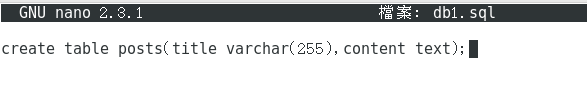 GNU nano 2.3.1 檔案: db1.sql
create table posts(title varchar(255),content text);